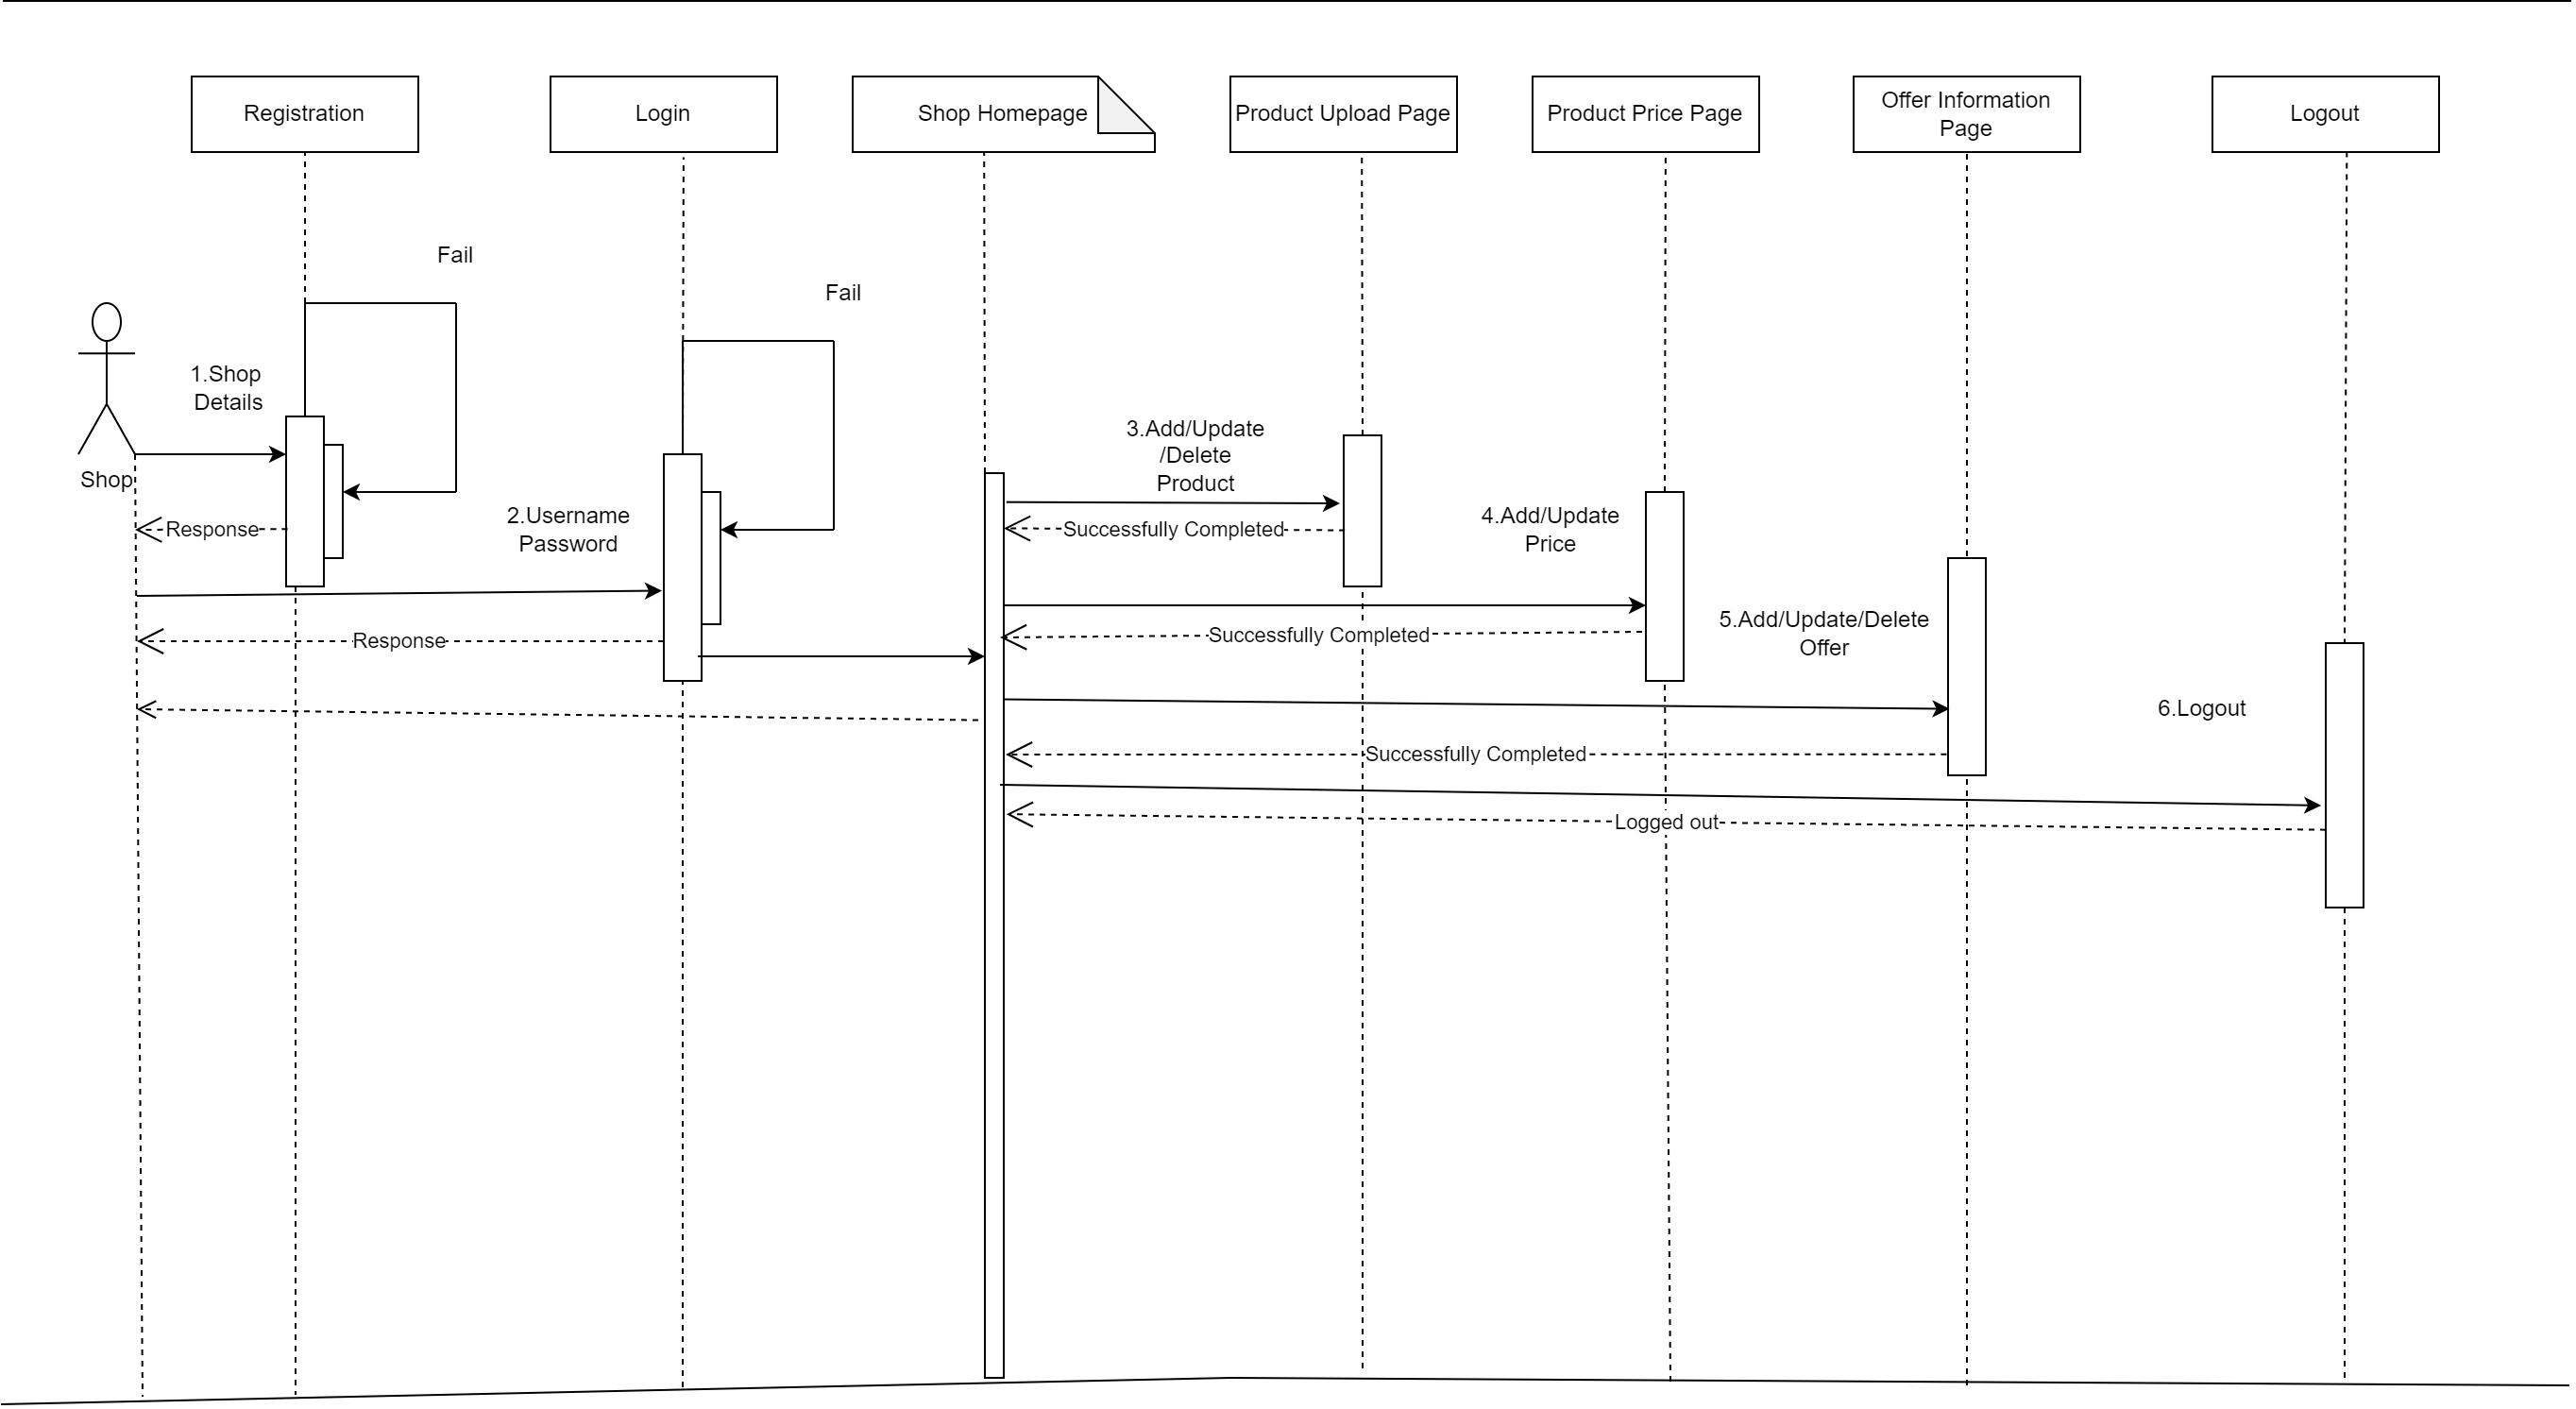 Registration
Login
Shop Homepage
Product Upload Page
Product Price Page
Offer Information
Page
Logout
Fail
Fail
1.Shop
Details
Shop
Response
2.Username
Password
Response
3.Add/Update
/Delete
Product
Successfully Completed
4.Add/Update
Price
Successfully Completed
5.Add/Update/Delete
Offer
Successfully Completed
6.Logout
Logged out